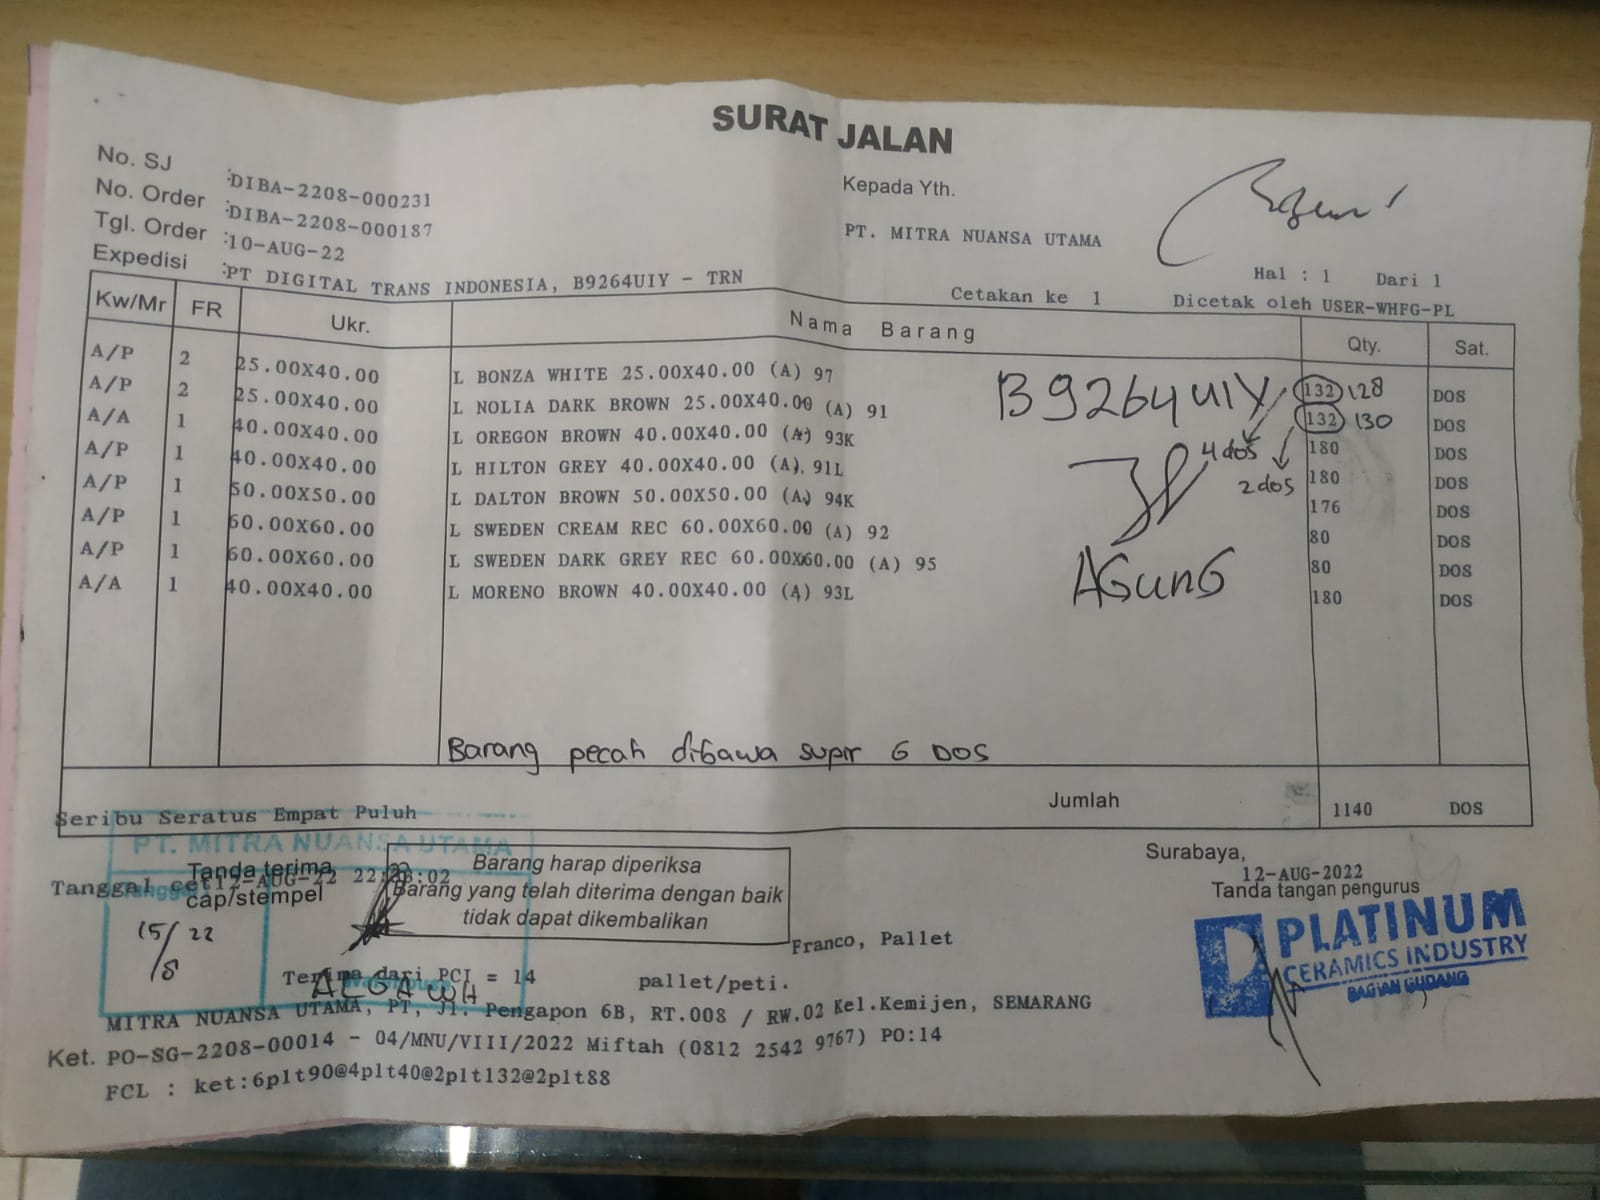 SURAT JALAN
No. SJ :DIBA-2208-000231
No. Order :DIBA-2208-000187
Tgl. Order :10-AUG-22
Expedisi :PT DIGITAL TRANS INDONESIA, B9264UIY - TRN
Kepada Yth.
PT. MITRA NUANSA UTAMA
Hal : 1 Dari 1
Cetakan ke 1 Dicetak oleh USER-WHFG-PL
Kw/Mr FR Ukr. Nama Barang Qty. Sat.
A/P 2 25.00X40.00 L BONZA WHITE 25.00X40.00 (A) 97 132 128 DOS
A/P 2 25.00X40.00 L NOLIA DARK BROWN 25.00X40.00 (A) 91 132 130 DOS
A/A 1 40.00X40.00 L OREGON BROWN 40.00X40.00 (A) 93K 180 DOS
A/P 1 40.00X40.00 L HILTON GREY 40.00X40.00 (A) 91L 180 DOS
A/P 1 50.00X50.00 L DALTON BROWN 50.00X50.00 (A) 94K 176 DOS
A/P 1 60.00X60.00 L SWEDEN CREAM REC 60.00X60.00 (A) 92 80 DOS
A/P 1 60.00X60.00 L SWEDEN DARK GREY REC 60.00X60.00 (A) 95 80 DOS
A/A 1 40.00X40.00 L MORENO BROWN 40.00X40.00 (A) 93L 180 DOS
B9264UIY
4 dos
2 dos
AGUNG
Barang pecah dibawa supir 6 DOS
Seribu Seratus Empat Puluh Jumlah 1140 DOS
PT. MITRA NUANSA UTAMA
Tanda terima
cap/stempel
Tanggal cet12-AUG-22 22:28:02
Tanggal
15/8 22
Barang harap diperiksa
Barang yang telah diterima dengan baik
tidak dapat dikembalikan
Surabaya,
12-AUG-2022
Tanda tangan pengurus
PLATINUM
CERAMICS INDUSTRY
BAGIAN GUDANG
Franco, Pallet
Terima dari PCI = 14 pallet/peti.
MITRA NUANSA UTAMA, PT, Jl. Pengapon 6B, RT.008 / RW.02 Kel.Kemijen, SEMARANG
Ket. PO-SG-2208-00014 - 04/MNU/VIII/2022 Miftah (0812 2542 9767) PO:14
FCL : ket:6plt90@4plt40@2plt132@2plt88